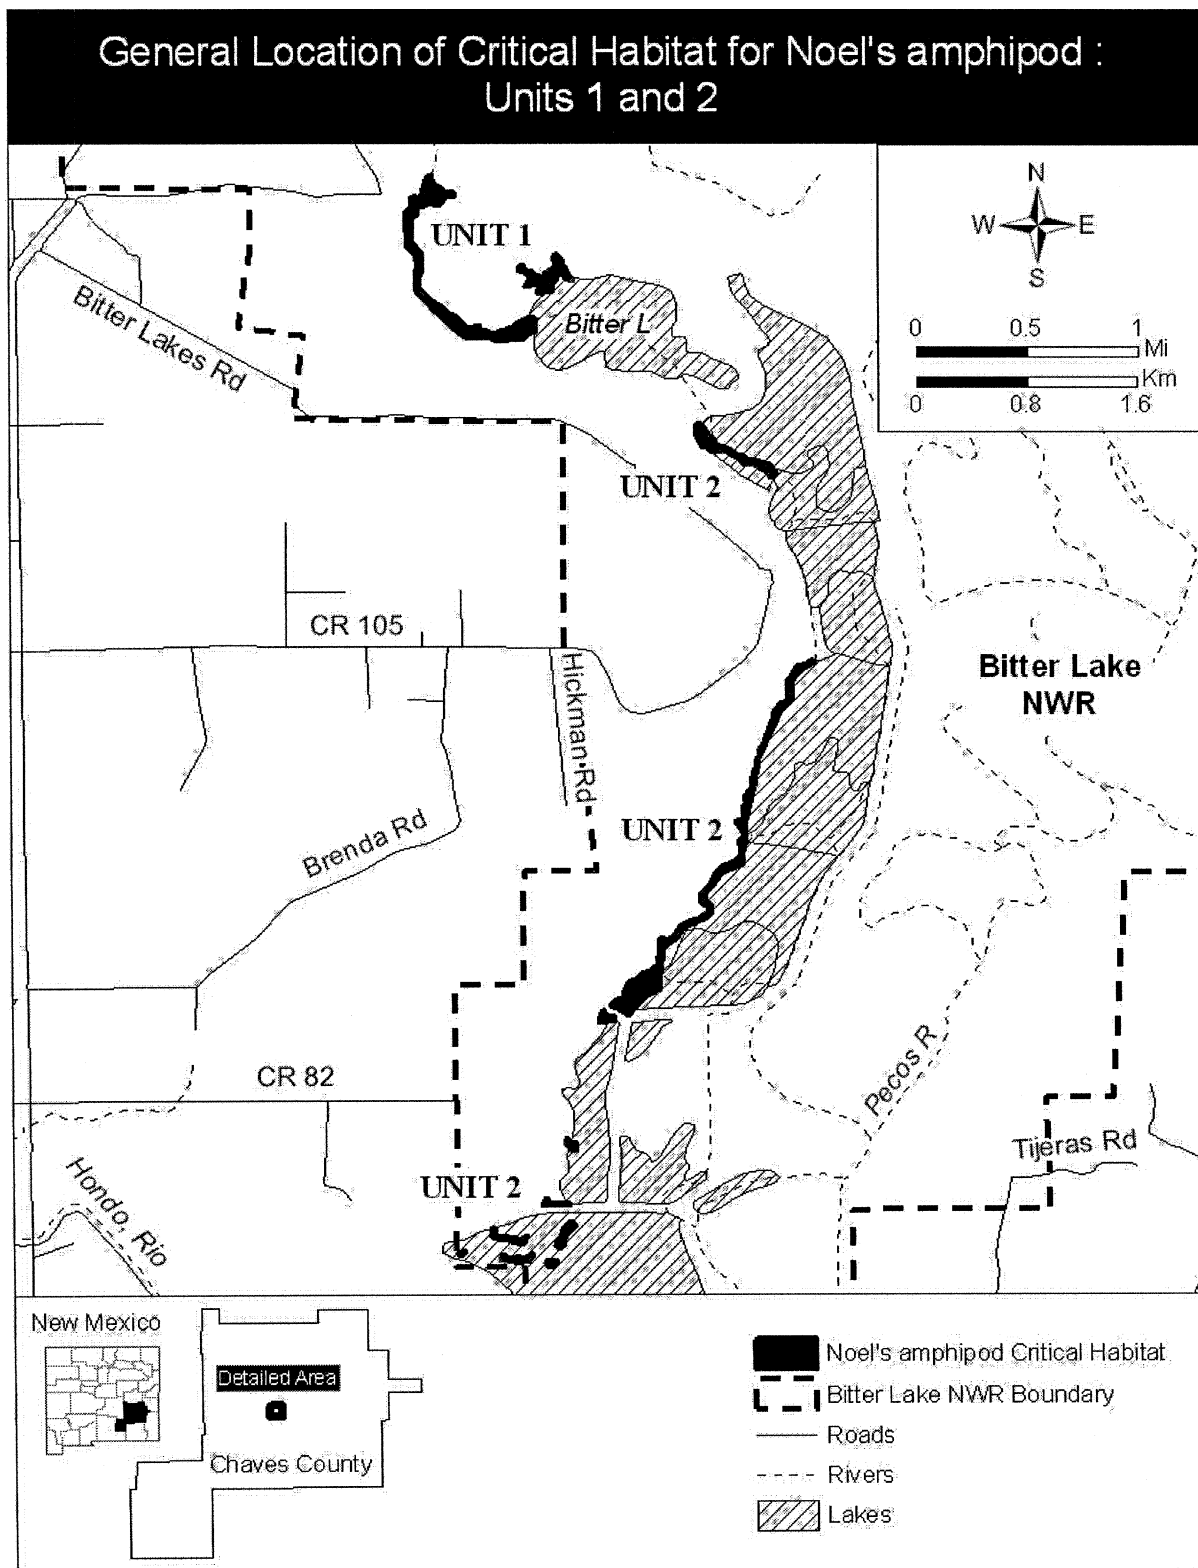 General Location of Critical Habitat for Noel's amphipod :
Units 1 and 2
N
W
E
S
0
0.5
1
Mi
Km
0
0.8
1.6
UNIT 1
Bitter L
Bitter Lakes Rd
UNIT 2
CR 105
Hickman Rd
Bitter Lake
NWR
UNIT 2
Brenda Rd
Pecos R
CR 82
Tijeras Rd
UNIT 2
Hondo, Rio
New Mexico
Detailed Area
Chaves County
Noel's amphipod Critical Habitat
Bitter Lake NWR Boundary
Roads
Rivers
Lakes